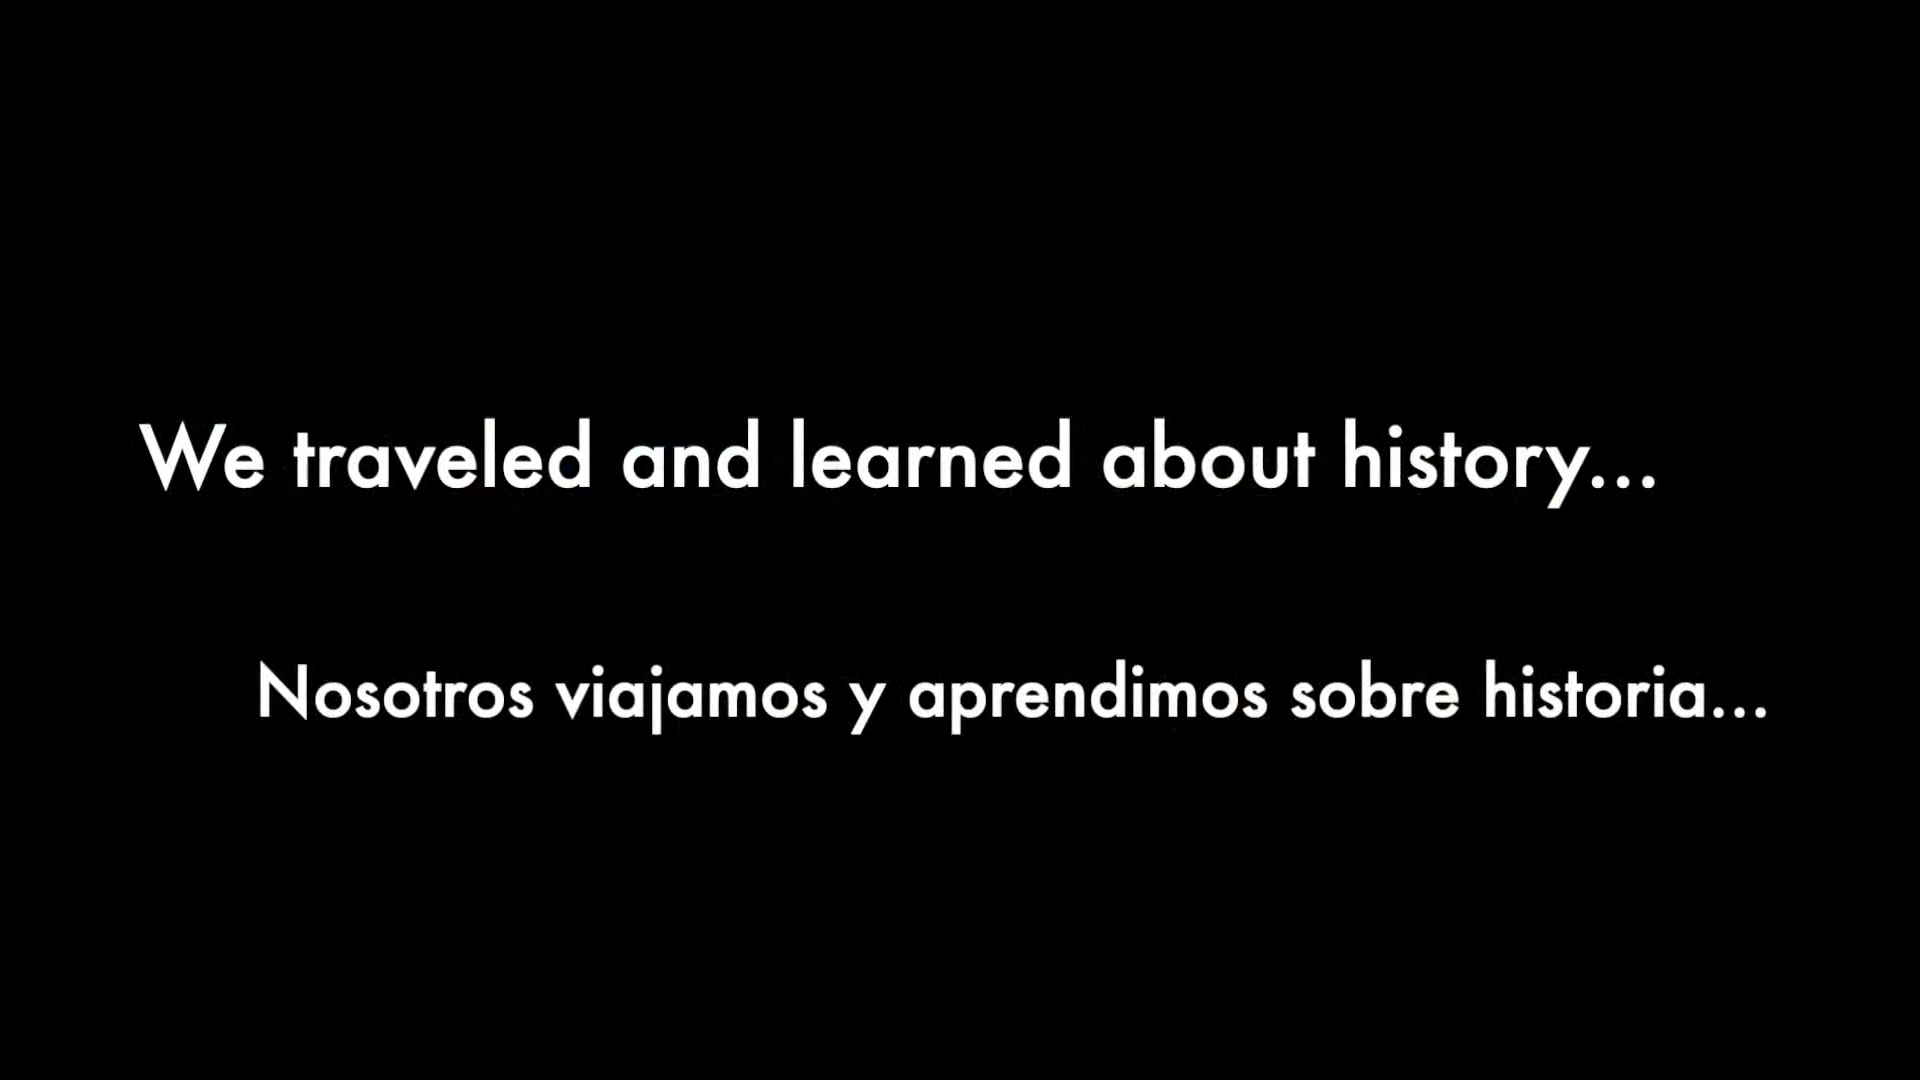 We traveled and learned about history...
Nosotros viajamos y aprendimos sobre historia...